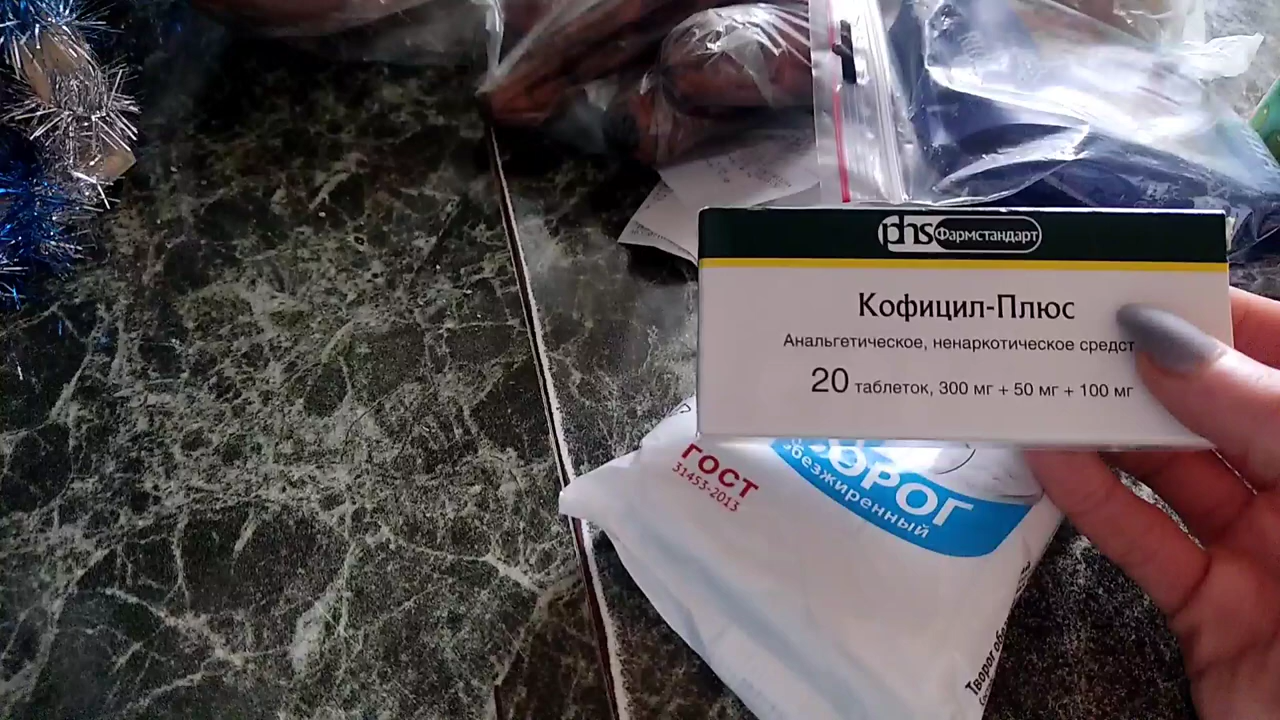 phs Фармстандарт
Кофицил-Плюс
Анальгетическое, ненаркотическое средст
20 таблеток, 300 мг + 50 мг + 100 мг
ГОСТ
31453-2013
ВОРОГ
обезжиренный
Творог